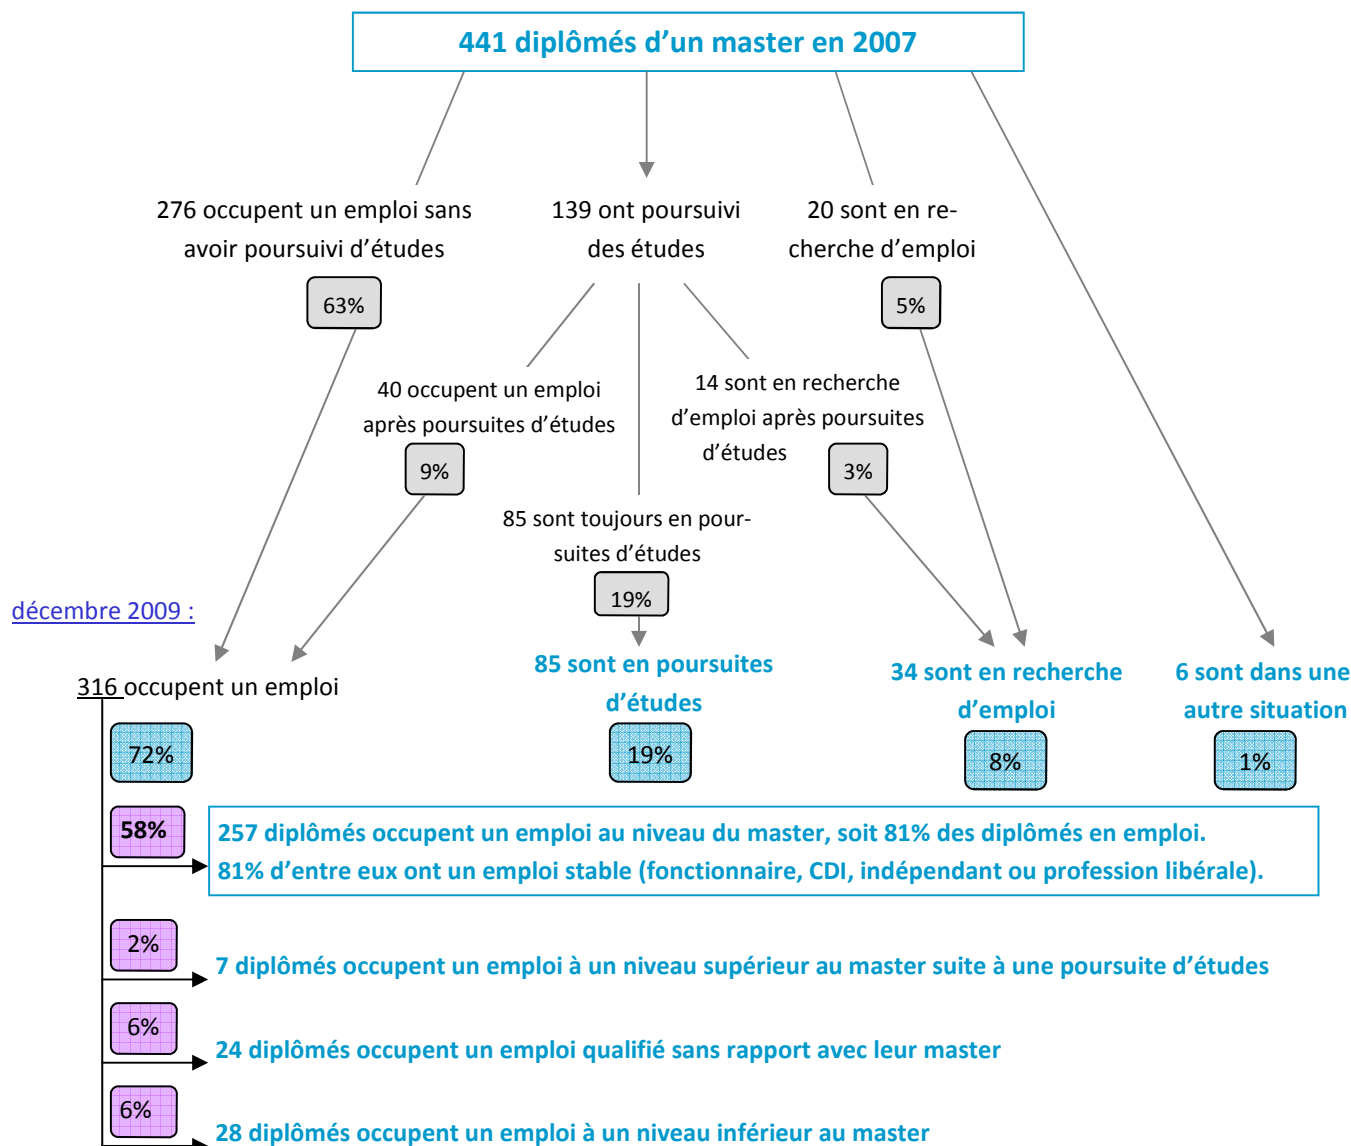 441 diplômés d’un master en 2007
276 occupent un emploi sans
avoir poursuivi d’études
63%
139 ont poursuivi
des études
20 sont en re-
cherche d’emploi
5%
40 occupent un emploi
après poursuites d’études
9%
14 sont en recherche
d’emploi après poursuites
d’études
3%
85 sont toujours en pour-
suites d’études
19%
décembre 2009 :
316 occupent un emploi
72%
85 sont en poursuites
d’études
19%
34 sont en recherche
d’emploi
8%
6 sont dans une
autre situation
1%
58%
257 diplômés occupent un emploi au niveau du master, soit 81% des diplômés en emploi.
81% d’entre eux ont un emploi stable (fonctionnaire, CDI, indépendant ou profession libérale).
2%
7 diplômés occupent un emploi à un niveau supérieur au master suite à une poursuite d’études
6%
24 diplômés occupent un emploi qualifié sans rapport avec leur master
6%
28 diplômés occupent un emploi à un niveau inférieur au master